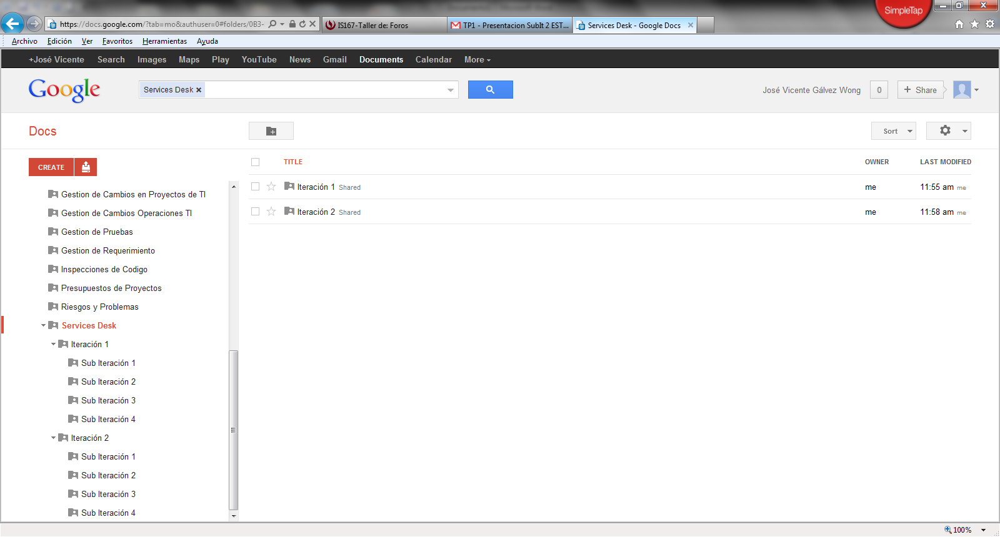 SimpleTap
https://docs.google.com/?tab=mo&authuser=0#folders/0B3-
IS167-Taller de: Foros
TP1 - Presentacion SubIt 2 EST...
Services Desk - Google Docs
Archivo Edición Ver Favoritos Herramientas Ayuda
+José Vicente Search Images Maps Play YouTube News Gmail Documents Calendar More
Google
Services Desk
José Vicente Gálvez Wong
0
+ Share
Docs
Sort
CREATE
TITLE OWNER LAST MODIFIED
Iteración 1 Shared me 11:55 am me
Iteración 2 Shared me 11:58 am me
Gestion de Cambios en Proyectos de TI
Gestion de Cambios Operaciones TI
Gestion de Pruebas
Gestion de Requerimiento
Inspecciones de Codigo
Presupuestos de Proyectos
Riesgos y Problemas
Services Desk
Iteración 1
Sub Iteración 1
Sub Iteración 2
Sub Iteración 3
Sub Iteración 4
Iteración 2
Sub Iteración 1
Sub Iteración 2
Sub Iteración 3
Sub Iteración 4
100%